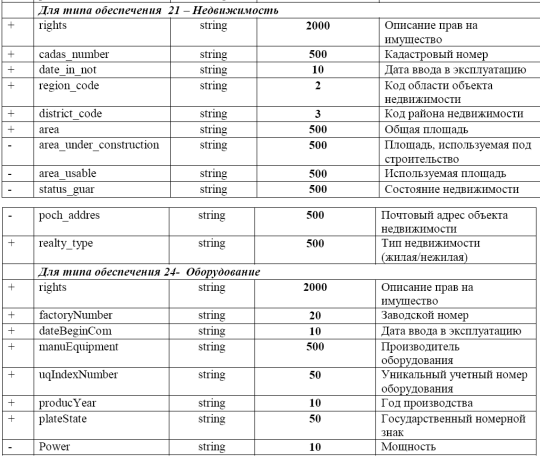 Для типа обеспечения 21 – Недвижимость
+ rights string 2000 Описание прав на
имущество
+ cadas_number string 500 Кадастровый номер
+ date_in_not string 10 Дата ввода в эксплуатацию
+ region_code string 2 Код области объекта
недвижимости
+ district_code string 3 Код района недвижимости
+ area string 500 Общая площадь
- area_under_construction string 500 Площадь, используемая под
строительство
- area_usable string 500 Используемая площадь
- status_guar string 500 Состояние недвижимости
- poch_addres string 500 Почтовый адрес объекта
недвижимости
+ realty_type string 500 Тип недвижимости
(жилая/нежилая)
Для типа обеспечения 24- Оборудование
+ rights string 2000 Описание прав на
имущество
+ factoryNumber string 20 Заводской номер
+ dateBeginCom string 10 Дата ввода в эксплуатацию
+ manuEquipment string 500 Производитель
оборудования
+ uqIndexNumber string 50 Уникальный учетный номер
оборудования
+ producYear string 10 Год производства
+ plateState string 50 Государственный номерной
знак
- Power string 10 Мощность